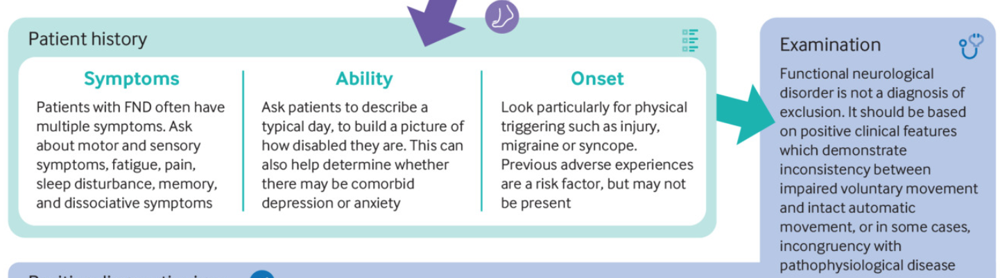 Patient history
Symptoms
Patients with FND often have
multiple symptoms. Ask
about motor and sensory
symptoms, fatigue, pain,
sleep disturbance, memory,
and dissociative symptoms
Ability
Ask patients to describe a
typical day, to build a picture of
how disabled they are. This can
also help determine whether
there may be comorbid
depression or anxiety
Onset
Look particularly for physical
triggering such as injury,
migraine or syncope.
Previous adverse experiences
are a risk factor, but may not
be present
Examination
Functional neurological
disorder is not a diagnosis of
exclusion. It should be based
on positive clinical features
which demonstrate
inconsistency between
impaired voluntary movement
and intact automatic
movement, or in some cases,
incongruency with
pathophysiological disease